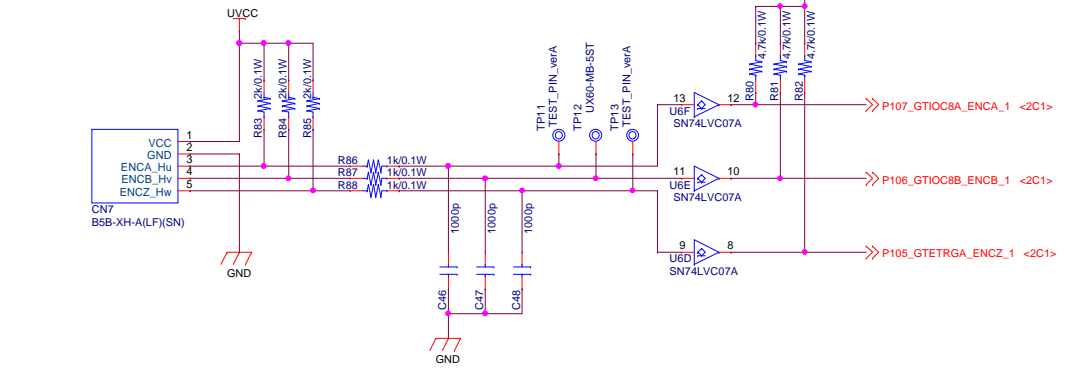 UVCC
R83
2k/0.1W
R84
2k/0.1W
R85
2k/0.1W
TP11
TEST_PIN_verA
TP12
UX60-MB-5ST
TP13
TEST_PIN_verA
R80
4.7k/0.1W
R81
4.7k/0.1W
R82
4.7k/0.1W
13 12
U6F
SN74LVC07A
P107_GTIOC8A_ENCA_1 <2C1>
VCC 1
GND 2
ENCA_Hu 3
ENCB_Hv 4
ENCZ_Hw 5
CN7
B5B-XH-A(LF)(SN)
R86 1k/0.1W
R87 1k/0.1W
R88 1k/0.1W
11 10
U6E
SN74LVC07A
P106_GTIOC8B_ENCB_1 <2C1>
9 8
U6D
SN74LVC07A
P105_GTETRGA_ENCZ_1 <2C1>
C46
1000p
C47
1000p
C48
1000p
GND
GND